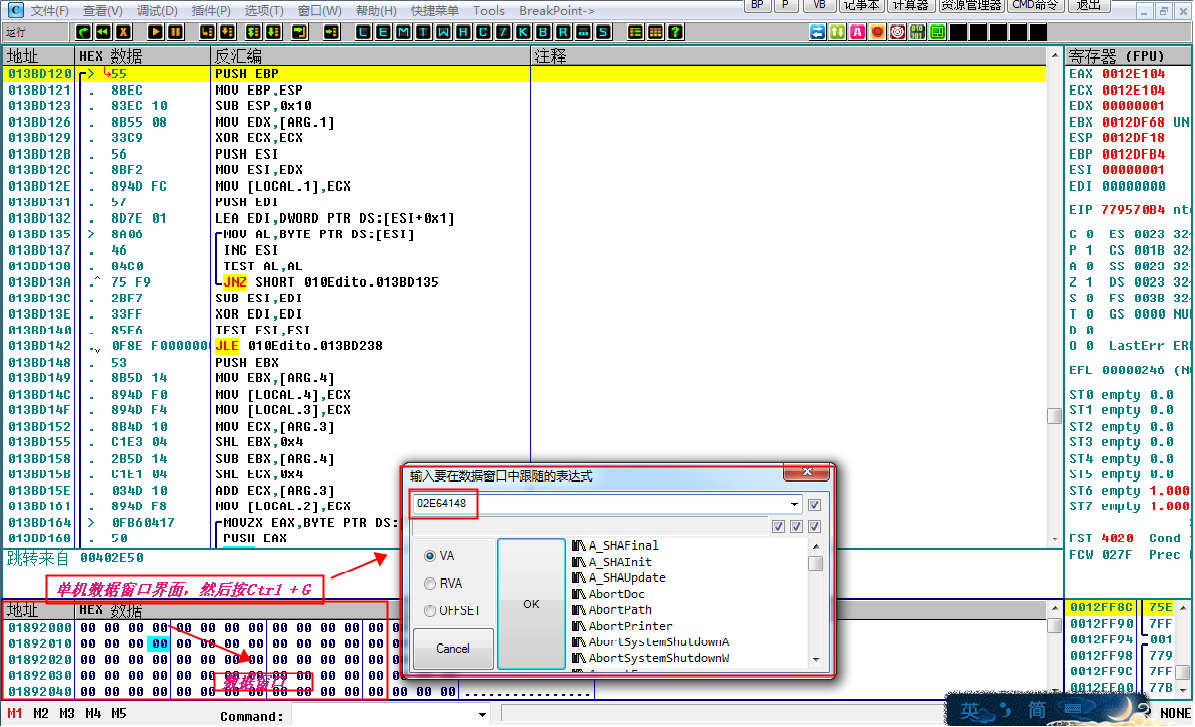 文件(F) 查看(V) 调试(D) 插件(P) 选项(T) 窗口(W) 帮助(H) 快捷菜单 Tools BreakPoint-> BP P VB 记事本 计算器 资源管理器 CMD命令 退出
运行 L E M T W H C / K B R ... S
地址 HEX 数据 反汇编 注释 寄存器 (FPU)
013BD120 > 55 PUSH EBP
013BD121 . 8BEC MOV EBP,ESP
013BD123 . 83EC 10 SUB ESP,0x10
013BD126 . 8B55 08 MOV EDX,[ARG.1]
013BD129 . 33C9 XOR ECX,ECX
013BD12B . 56 PUSH ESI
013BD12C . 8BF2 MOV ESI,EDX
013BD12E . 894D FC MOV [LOCAL.1],ECX
013BD131 . 57 PUSH EDI
013BD132 . 8D7E 01 LEA EDI,DWORD PTR DS:[ESI+0x1]
013BD135 > 8A06 MOV AL,BYTE PTR DS:[ESI]
013BD137 . 46 INC ESI
013BD138 . 84C0 TEST AL,AL
013BD13A .^ 75 F9 JNZ SHORT 010Edito.013BD135
013BD13C . 2BF7 SUB ESI,EDI
013BD13E . 33FF XOR EDI,EDI
013BD140 . 85F6 TEST ESI,ESI
013BD142 .v 0F8E F000000 JLE 010Edito.013BD238
013BD148 . 53 PUSH EBX
013BD149 . 8B5D 14 MOV EBX,[ARG.4]
013BD14C . 894D F0 MOV [LOCAL.4],ECX
013BD14F . 894D F4 MOV [LOCAL.3],ECX
013BD152 . 8B4D 10 MOV ECX,[ARG.3]
013BD155 . C1E3 04 SHL EBX,0x4
013BD158 . 2B5D 14 SUB EBX,[ARG.4]
013BD15B . C1E1 04 SHL ECX,0x4
013BD15E . 034D 10 ADD ECX,[ARG.3]
013BD161 . 894D F8 MOV [LOCAL.2],ECX
013BD164 > 0FB60417 MOVZX EAX,BYTE PTR DS:
013BD168 . 50 PUSH EAX
跳转来自 00402E50
EAX 0012E104
ECX 0012E104
EDX 00000001
EBX 0012DF68 UN
ESP 0012DF18
EBP 0012DFB4
ESI 00000001
EDI 00000000
EIP 779570B4 nt
C 0 ES 0023 32
P 1 CS 001B 32
A 0 SS 0023 32
Z 1 DS 0023 32
S 0 FS 003B 32
T 0 GS 0000 NU
D 0
O 0 LastErr ER
EFL 00000246 (N
ST0 empty 0.0
ST1 empty 0.0
ST2 empty 0.0
ST3 empty 0.0
ST4 empty 0.0
ST5 empty 0.0
ST6 empty 1.000
ST7 empty 1.000
FST 4020 Cond
FCW 027F Prec
输入要在数据窗口中跟随的表达式
02E64148
VA
RVA
OFFSET
OK
Cancel
A_SHAFinal
A_SHAInit
A_SHAUpdate
AbortDoc
AbortPath
AbortPrinter
AbortSystemShutdownA
AbortSystemShutdownW
单机数据窗口界面，然后按Ctrl +G
地址 HEX 数据
01892000 00 00 00 00 00 00 00 00 00 00 00 00 00
01892010 00 00 00 00 00 00 00 00 00 00 00 00 00
01892020 00 00 00 00 00 00 00 00 00 00 00 00 00
01892030 00 00 00 00 00 00 00 00 00 00 00 00 00
01892040 00 00 00 00 00 00 00 00 00 00 00 00 00 00 00 00 ................
数据窗口
0012FF8C 75E
0012FF90 7FF
0012FF94 001
0012FF98 779
0012FF9C 7FF
0012FFA0 77B
M1 M2 M3 M4 M5 Command: 英 简 NONE